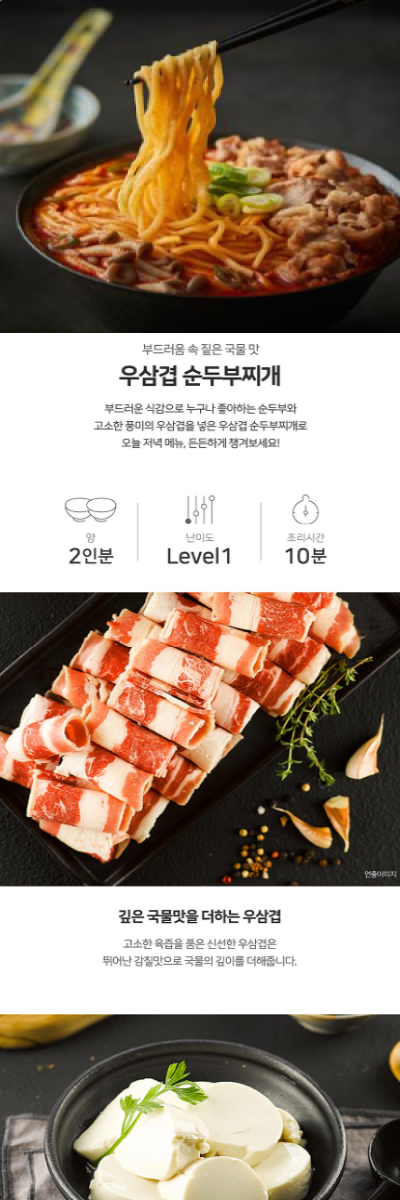 부드러움 속 짙은 국물 맛
우삼겹 순두부찌개
부드러운 식감으로 누구나 좋아하는 순두부와
고소한 풍미의 우삼겹을 넣은 우삼겹 순두부찌개로
오늘 저녁 메뉴, 든든하게 챙겨보세요!
양
2인분
난이도
Level1
조리시간
10분
연출이미지
깊은 국물맛을 더하는 우삼겹
고소한 육즙을 품은 신선한 우삼겹은
뛰어난 감칠맛으로 국물의 깊이를 더해줍니다.